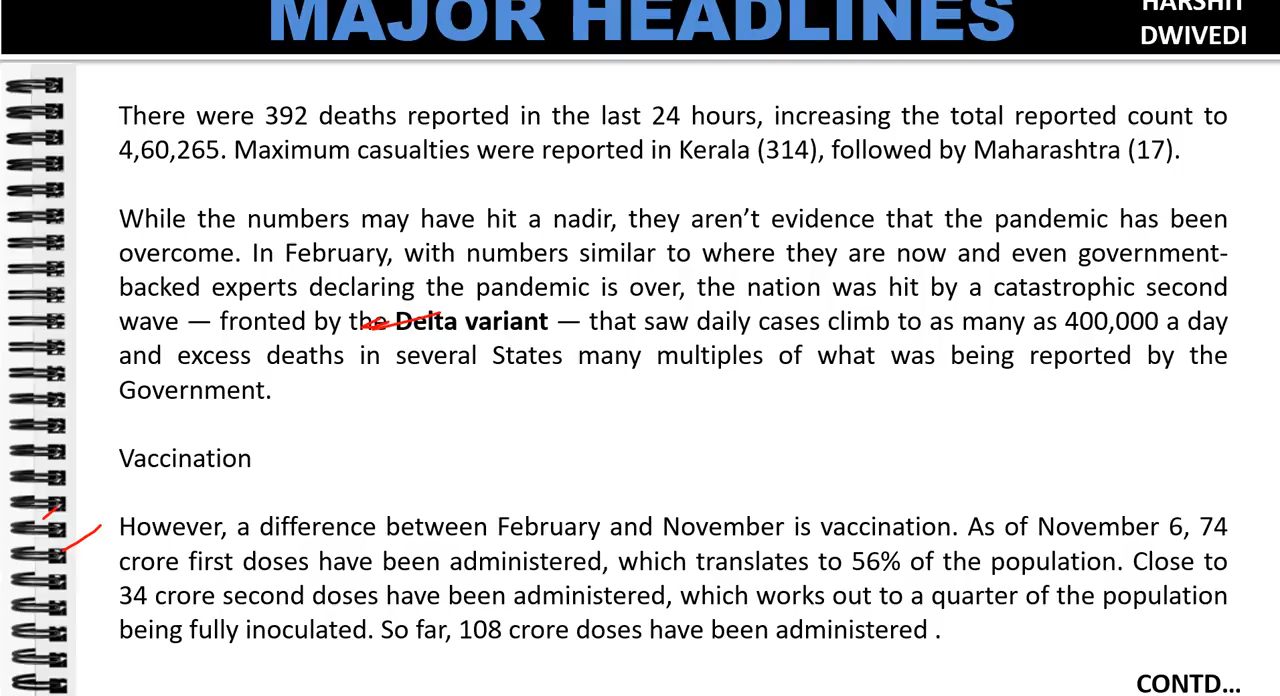 MAJOR HEADLINES
HARSHIT
DWIVEDI
There were 392 deaths reported in the last 24 hours, increasing the total reported count to
4,60,265. Maximum casualties were reported in Kerala (314), followed by Maharashtra (17).
While the numbers may have hit a nadir, they aren’t evidence that the pandemic has been
overcome. In February, with numbers similar to where they are now and even government-
backed experts declaring the pandemic is over, the nation was hit by a catastrophic second
wave — fronted by the Delta variant — that saw daily cases climb to as many as 400,000 a day
and excess deaths in several States many multiples of what was being reported by the
Government.
Vaccination
However, a difference between February and November is vaccination. As of November 6, 74
crore first doses have been administered, which translates to 56% of the population. Close to
34 crore second doses have been administered, which works out to a quarter of the population
being fully inoculated. So far, 108 crore doses have been administered .
CONTD...